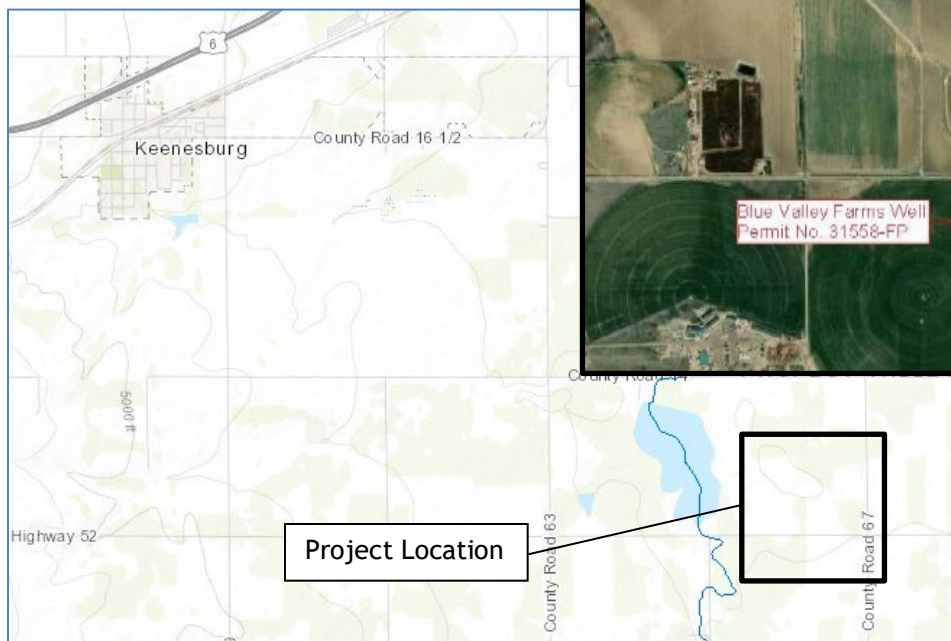 6
Keenesburg
County Road 16 1/2
Blue Valley Farms Well
Permit No. 31558-FP
County Road
5000 ft
Highway 52
Project Location
County Road 63
County Road 67